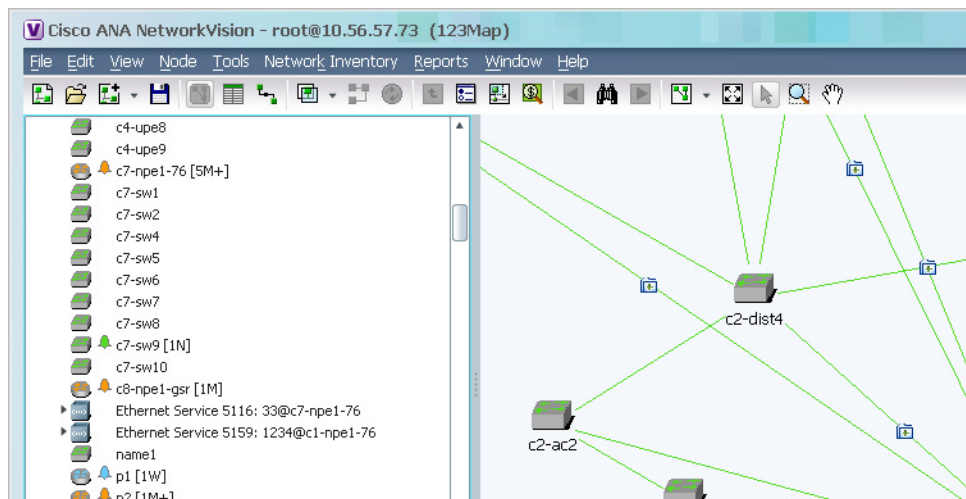 Cisco ANA NetworkVision - root@10.56.57.73 (123Map)
File Edit View Node Tools Network Inventory Reports Window Help
c4-upe8
c4-upe9
c7-npe1-76 [5M+]
c7-sw1
c7-sw2
c7-sw4
c7-sw5
c7-sw6
c7-sw7
c7-sw8
c7-sw9 [1N]
c7-sw10
c8-npe1-gsr [1M]
Ethernet Service 5116: 33@c7-npe1-76
Ethernet Service 5159: 1234@c1-npe1-76
name1
p1 [1W]
p2 [1M+]
c2-dist4
c2-ac2